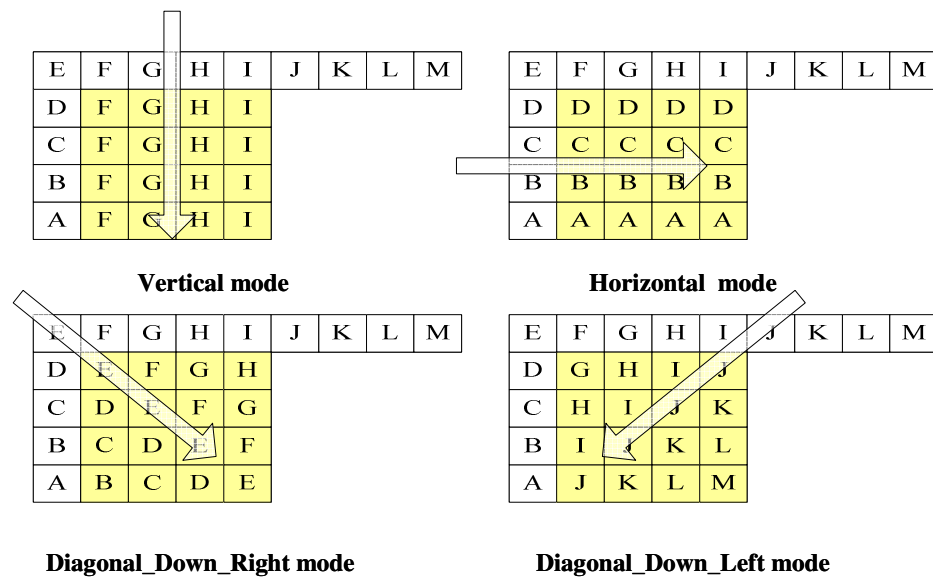 E F G H I J K L M
D F G H I
C F G H I
B F G H I
A F G H I
Vertical mode
E F G H I J K L M
D D D D D
C C C C C
B B B B B
A A A A A
Horizontal mode
E F G H I J K L M
D E F G H
C D E F G
B C D E F
A B C D E
Diagonal_Down_Right mode
E F G H I J K L M
D G H I J
C H I J K
B I J K L
A J K L M
Diagonal_Down_Left mode